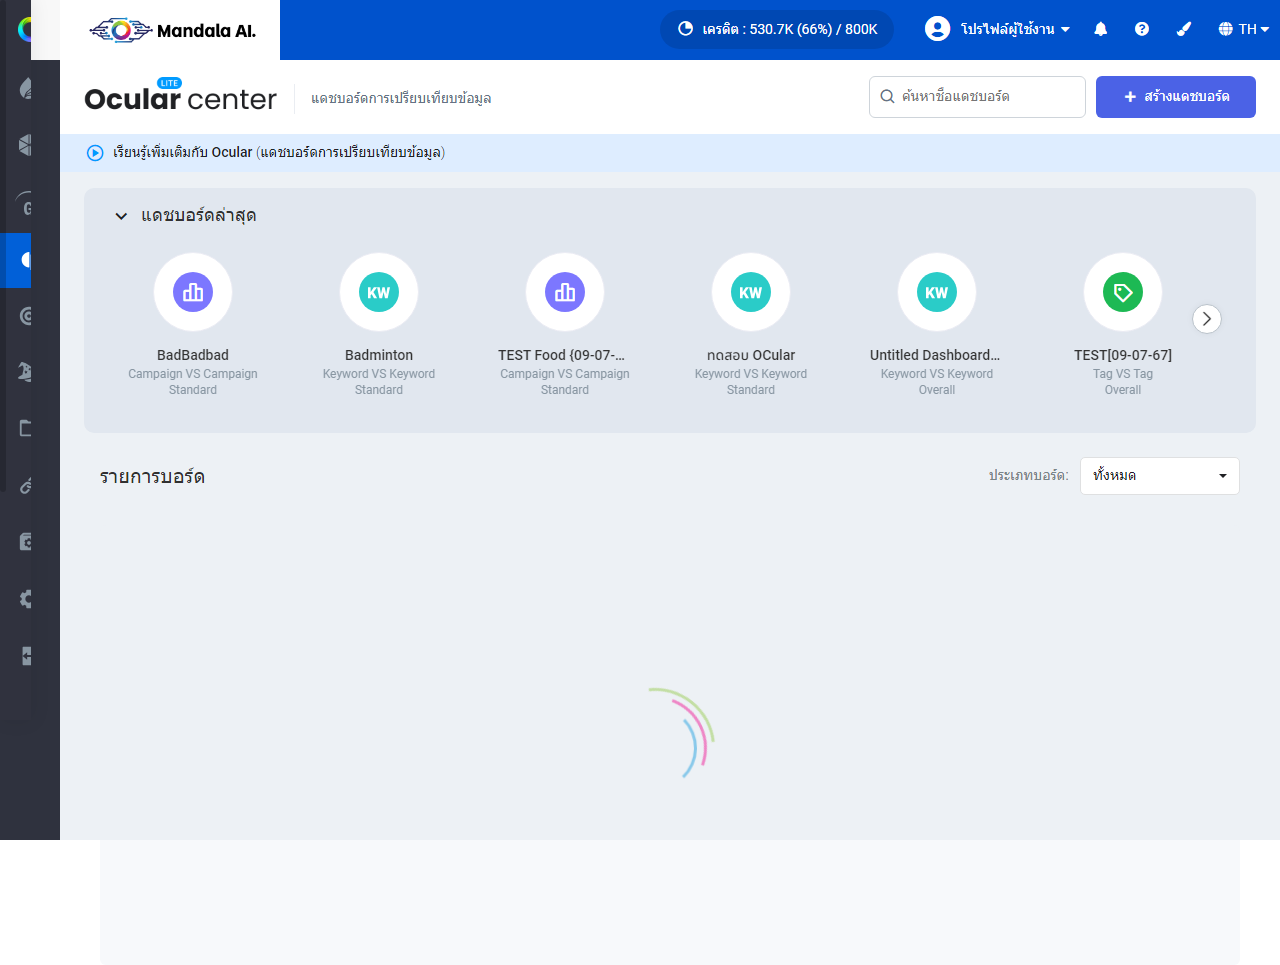 Mandala AI.
เครดิต : 530.7K (66%) / 800K
โปรไฟล์ผู้ใช้งาน
TH
Ocular center
LITE
แดชบอร์ดการเปรียบเทียบข้อมูล
ค้นหาชื่อแดชบอร์ด
+ สร้างแดชบอร์ด
เรียนรู้เพิ่มเติมกับ Ocular (แดชบอร์ดการเปรียบเทียบข้อมูล)
แดชบอร์ดล่าสุด
KW
KW
KW
BadBadbad
Campaign VS Campaign
Standard
Badminton
Keyword VS Keyword
Standard
TEST Food {09-07-...
Campaign VS Campaign
Standard
ทดสอบ OCular
Keyword VS Keyword
Standard
Untitled Dashboard...
Keyword VS Keyword
Overall
TEST[09-07-67]
Tag VS Tag
Overall
รายการบอร์ด
ประเภทบอร์ด:
ทั้งหมด